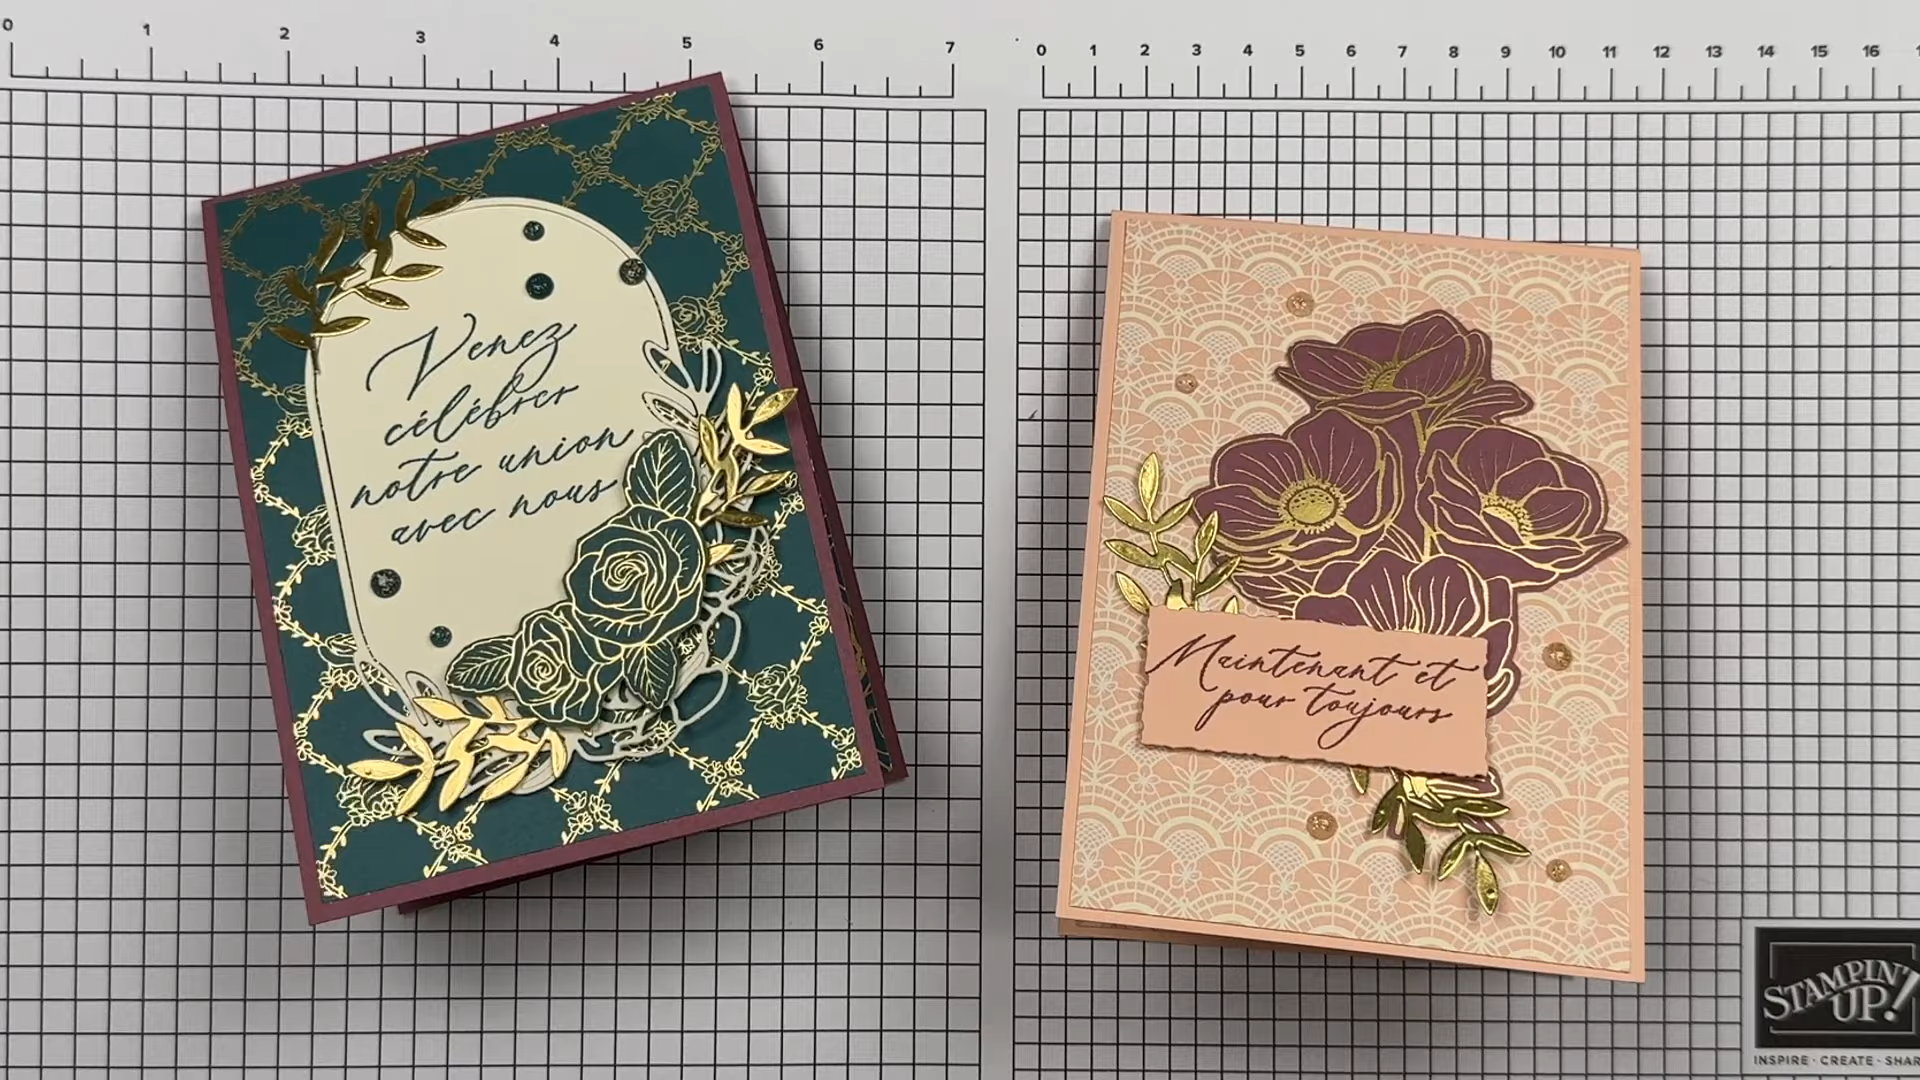 0 1 2 3 4 5 6 7
0 1 2 3 4 5 6 7 8 9 10 11 12 13 14 15 16
Venez
célébrer
notre union
avec nous
Maintenant et
pour toujours
STAMPIN'
UP!
INSPIRE · CREATE · SHAR